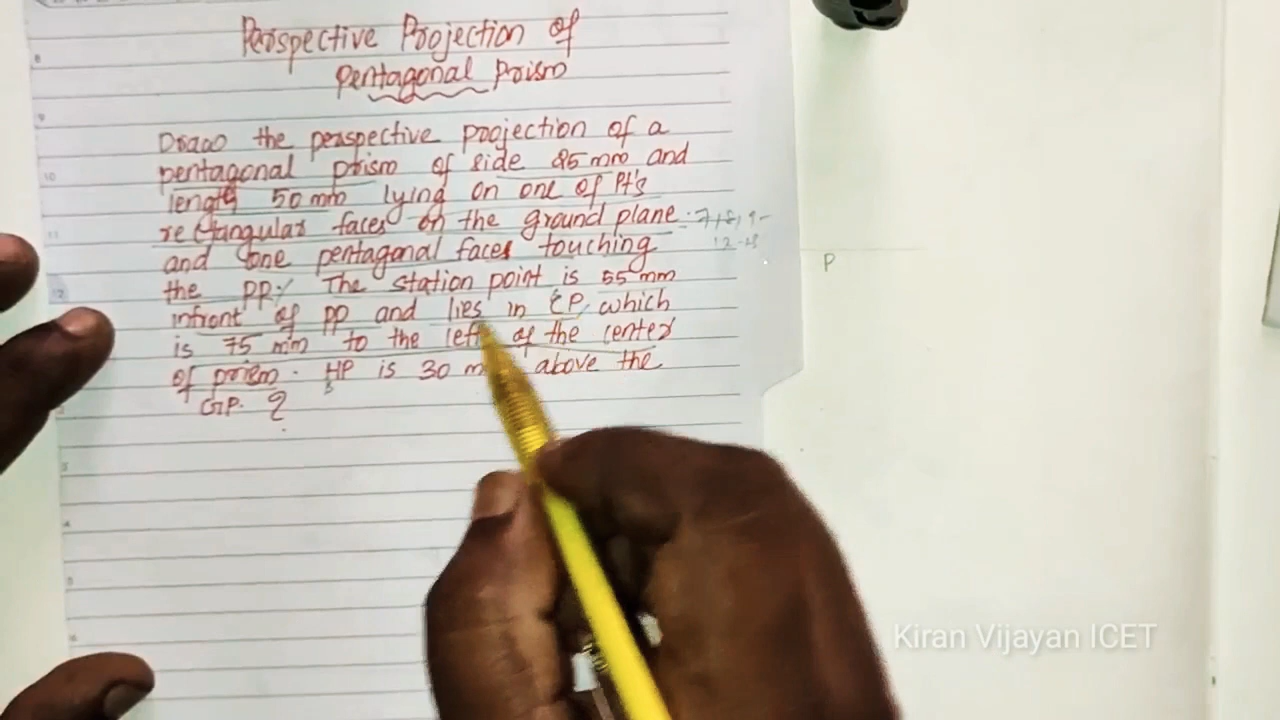 Perspective Projection of
Pentagonal Prism
Draw the perspective projection of a
pentagonal prism of side 25 mm and
length 50 mm lying on one of It's
rectangular faces on the ground plane.
and one pentagonal faces touching
the PP. The station point is 55 mm
infront of PP and lies in CP, which
is 75 mm to the left of the center
of prism. HP is 30 above the
GP. ?
P
Kiran Vijayan ICET